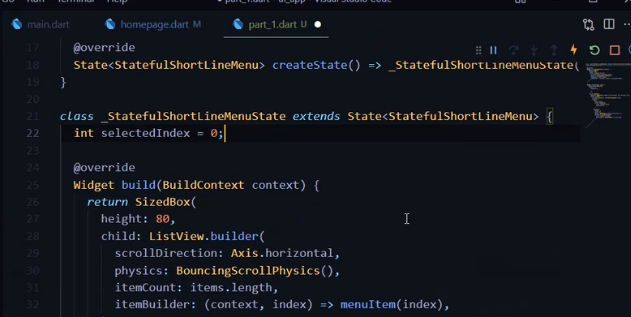 main.dart homepage.dart M part_1.dart U
17 @override
18 State<StatefulShortLineMenu> createState() => _StatefulShortLineMenuState(
19 }
20
21 class _StatefulShortLineMenuState extends State<StatefulShortLineMenu> {
22 int selectedIndex = 0;
23
24 @override
25 Widget build(BuildContext context) {
26 return SizedBox(
27 height: 80,
28 child: ListView.builder(
29 scrollDirection: Axis.horizontal,
30 physics: BouncingScrollPhysics(),
31 itemCount: items.length,
32 itemBuilder: (context, index) => menuItem(index),